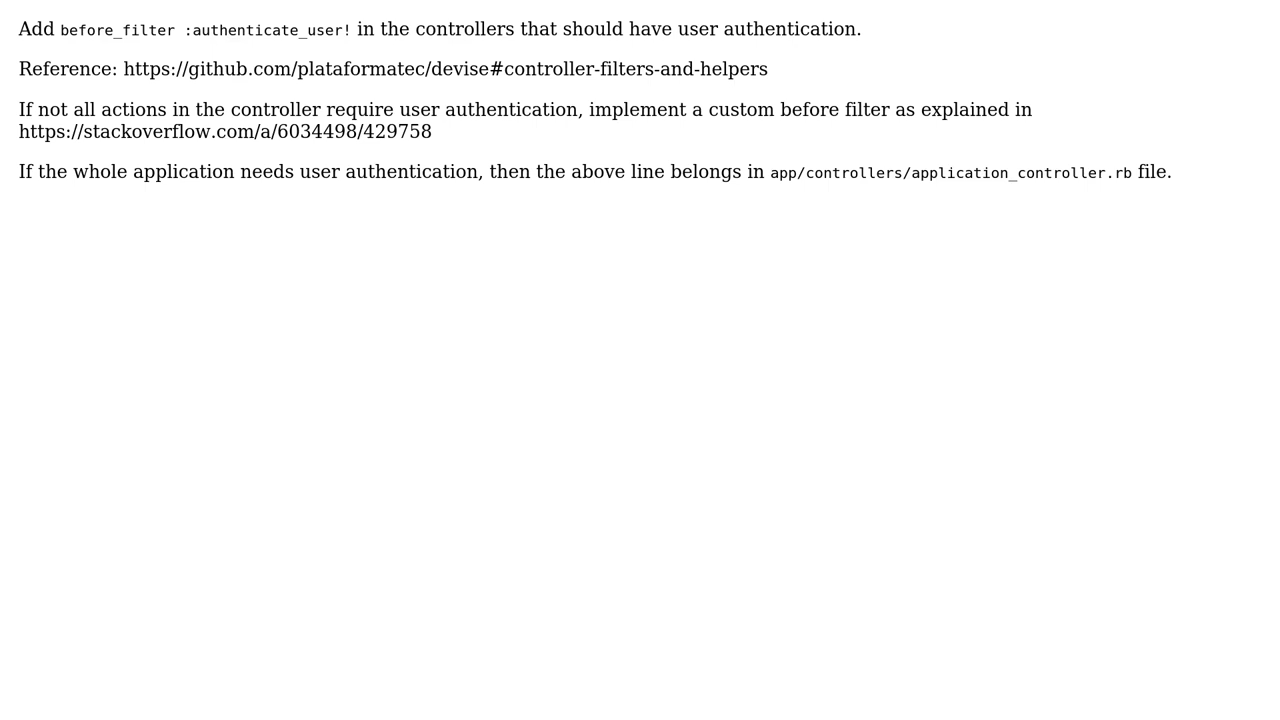 Add before_filter :authenticate_user! in the controllers that should have user authentication.
Reference: https://github.com/plataformatec/devise#controller-filters-and-helpers
If not all actions in the controller require user authentication, implement a custom before filter as explained in
https://stackoverflow.com/a/6034498/429758
If the whole application needs user authentication, then the above line belongs in app/controllers/application_controller.rb file.